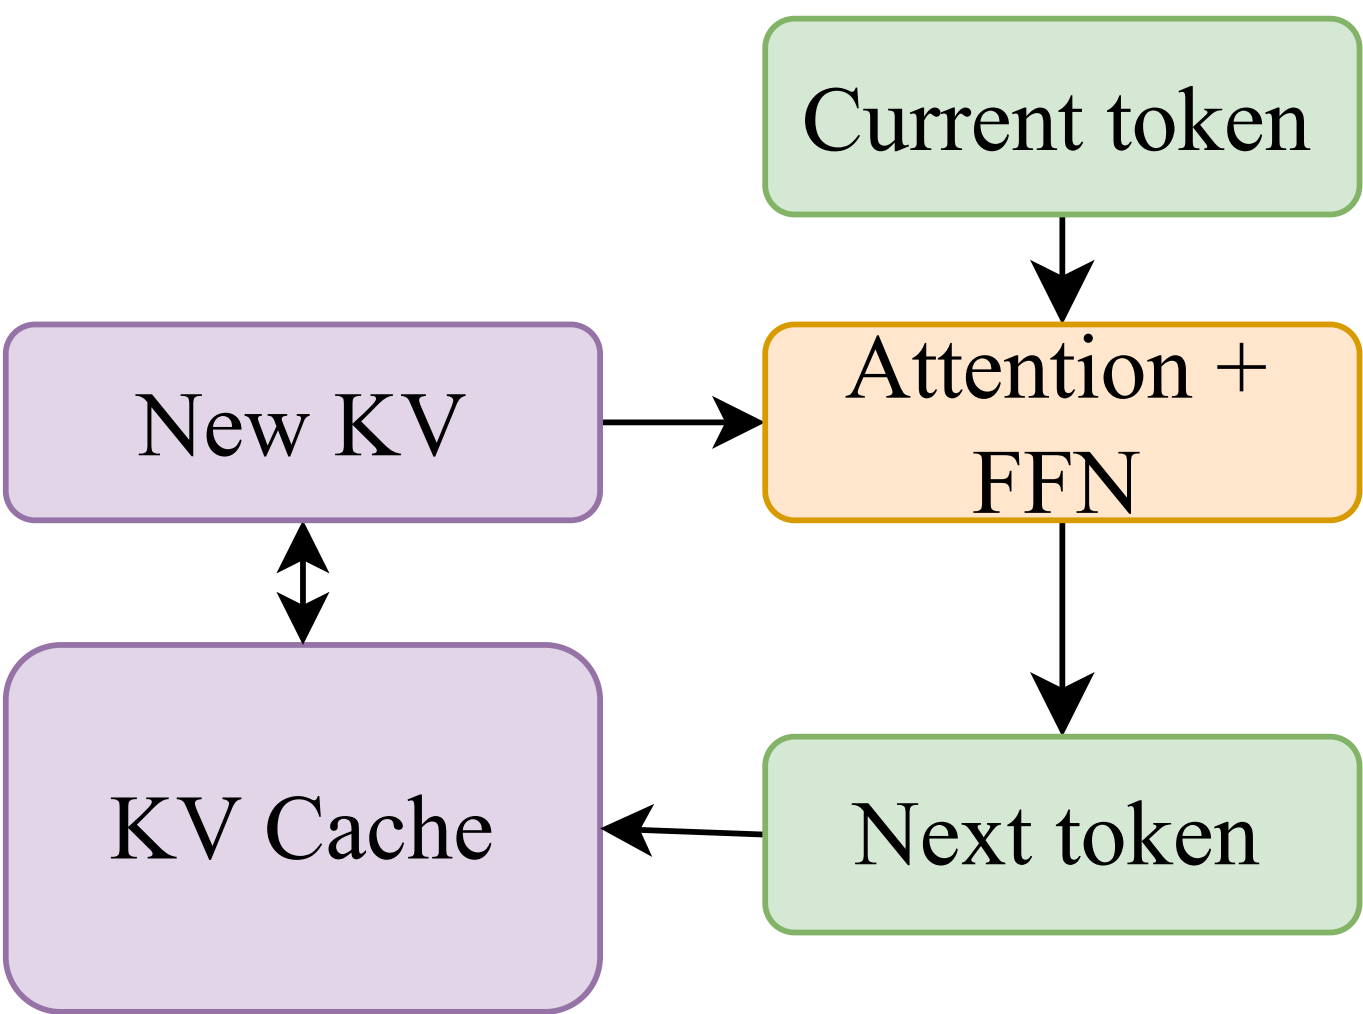 Current token
New KV
Attention +
FFN
KV Cache
Next token